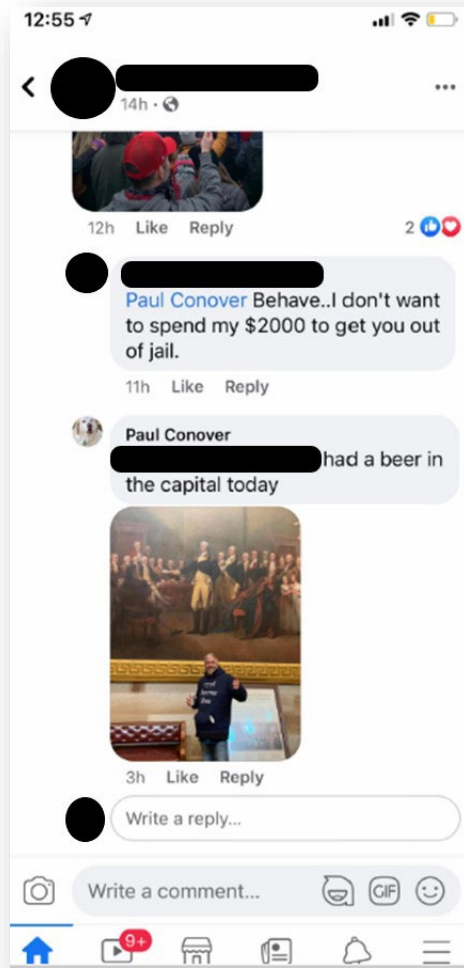 12:55
14h
12h Like Reply 2
Paul Conover Behave..I don't want
to spend my $2000 to get you out
of jail.
11h Like Reply
Paul Conover
had a beer in
the capital today
3h Like Reply
Write a reply...
Write a comment... GIF
9+